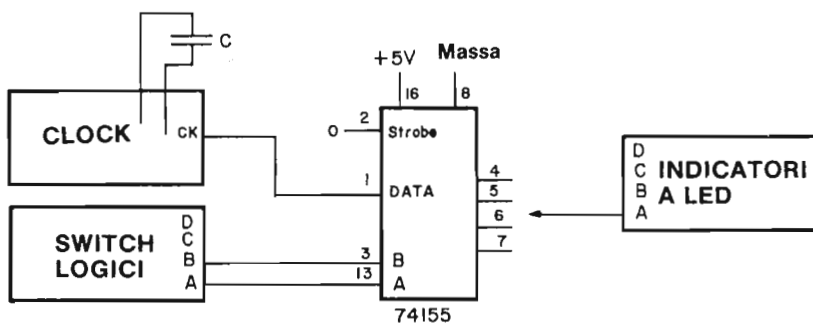 C
+5V
Massa
16
8
CLOCK
CK
2
0
Strobe
1
DATA
4
5
6
7
D
C
B
A
INDICATORI
A LED
D
C
B
A
SWITCH
LOGICI
3
B
13
A
74155